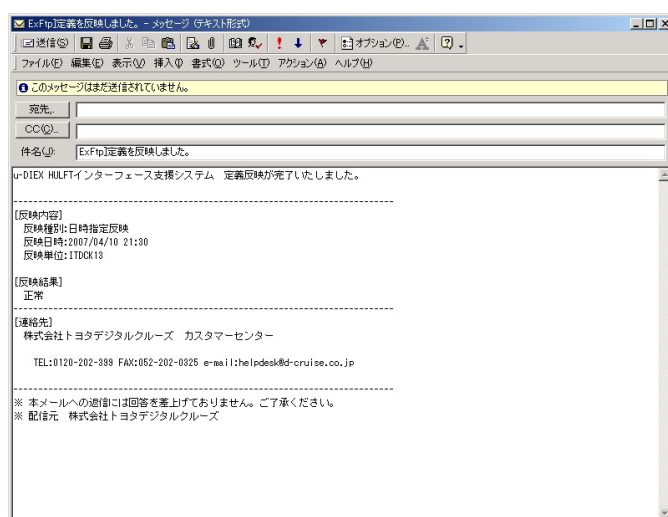 ExFtp]定義を反映しました。 - メッセージ (テキスト形式)
送信(S) オプション(P)...
ファイル(F) 編集(E) 表示(V) 挿入(I) 書式(O) ツール(T) アクション(A) ヘルプ(H)
このメッセージはまだ送信されていません。
宛先...
CC(C)...
件名(J): ExFtp]定義を反映しました。
u-DIEX HULFTインターフェース支援システム 定義反映が完了いたしました。
--------------------------------------------------------------------------------
[反映内容]
反映種別:日時指定反映
反映日時:2007/04/10 21:30
反映単位:ITDCK13
[反映結果]
正常
--------------------------------------------------------------------------------
[連絡先]
株式会社トヨタデジタルクルーズ カスタマーセンター
TEL:0120-202-399 FAX:052-202-0325 e-mail:helpdesk@d-cruise.co.jp
--------------------------------------------------------------------------------
※ 本メールへの返信には回答を差上げておりません。ご了承ください。
※ 配信元 株式会社トヨタデジタルクルーズ